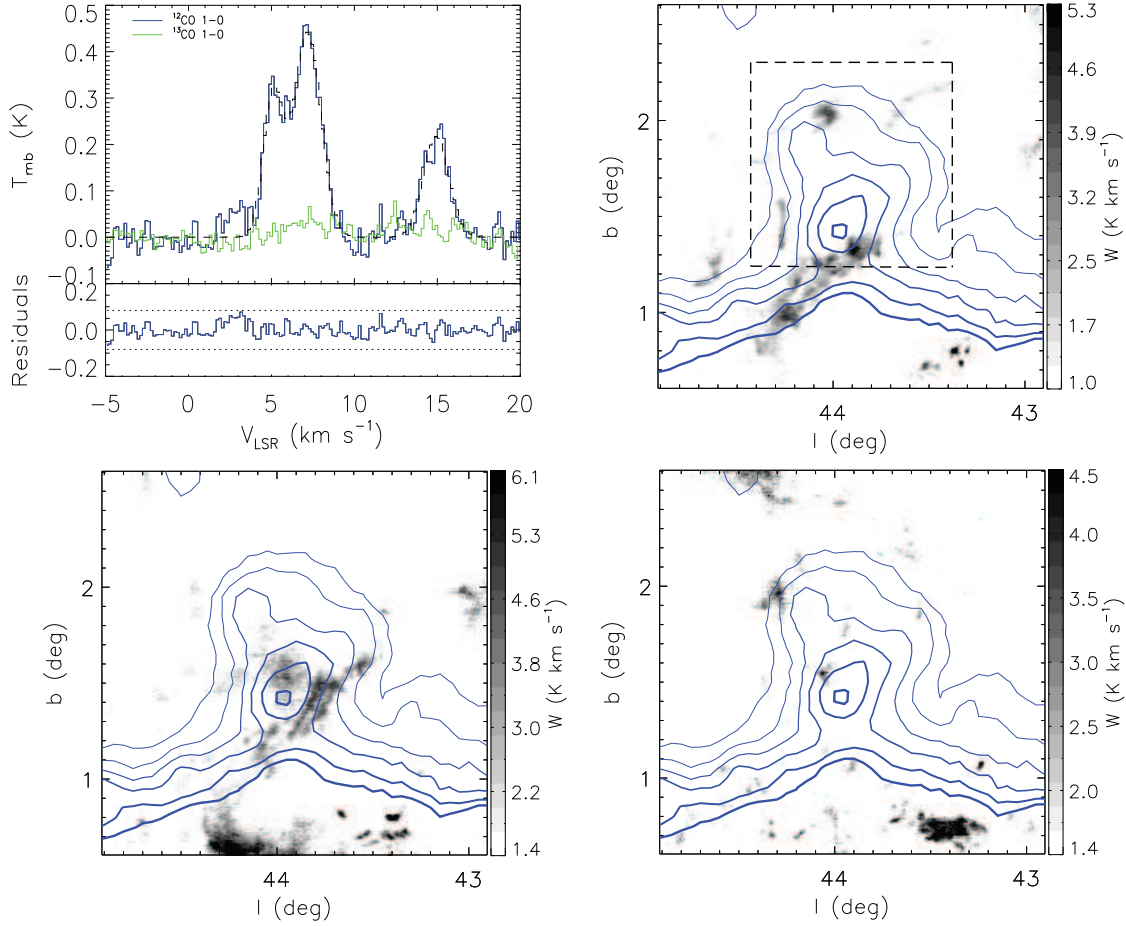 ¹²CO 1−0
¹³CO 1−0
0.5
0.4
0.3
0.2
0.1
0.0
−0.1
T_mb (K)
0.2
0.0
−0.2
Residuals
−5 0 5 10 15 20
V_LSR (km s⁻¹)
2
1
b (deg)
44 43
l (deg)
5.3
4.6
3.9
3.2
2.5
1.7
1.0
W (K km s⁻¹)
2
1
b (deg)
44 43
l (deg)
6.1
5.3
4.6
3.8
3.0
2.2
1.4
W (K km s⁻¹)
2
1
b (deg)
44 43
l (deg)
4.5
4.0
3.5
3.0
2.5
2.0
1.4
W (K km s⁻¹)